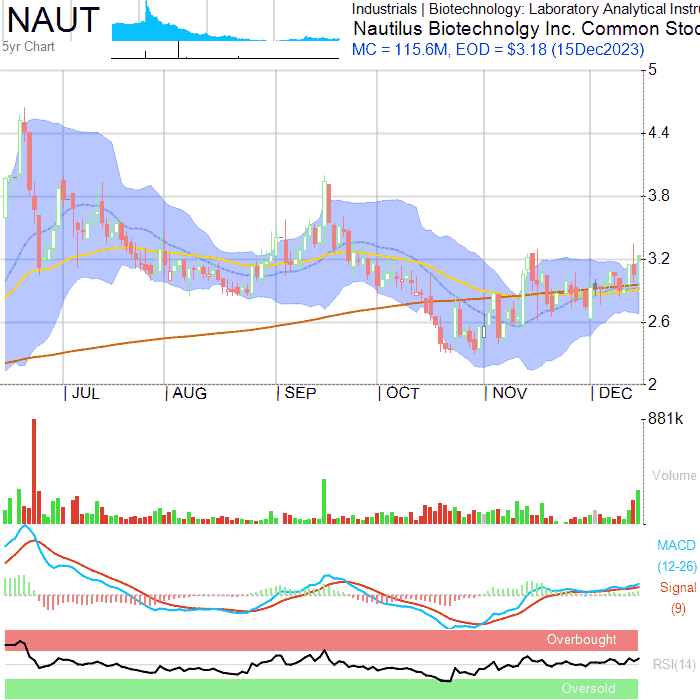 NAUT
5yr Chart
Industrials | Biotechnology: Laboratory Analytical Instr
Nautilus Biotechnolgy Inc. Common Stoc
MC = 115.6M, EOD = $3.18 (15Dec2023)
5
4.4
3.8
3.2
2.6
2
JUL AUG SEP OCT NOV DEC
881k
Volume
MACD
(12-26)
Signal
(9)
Overbought
RSI(14)
Oversold